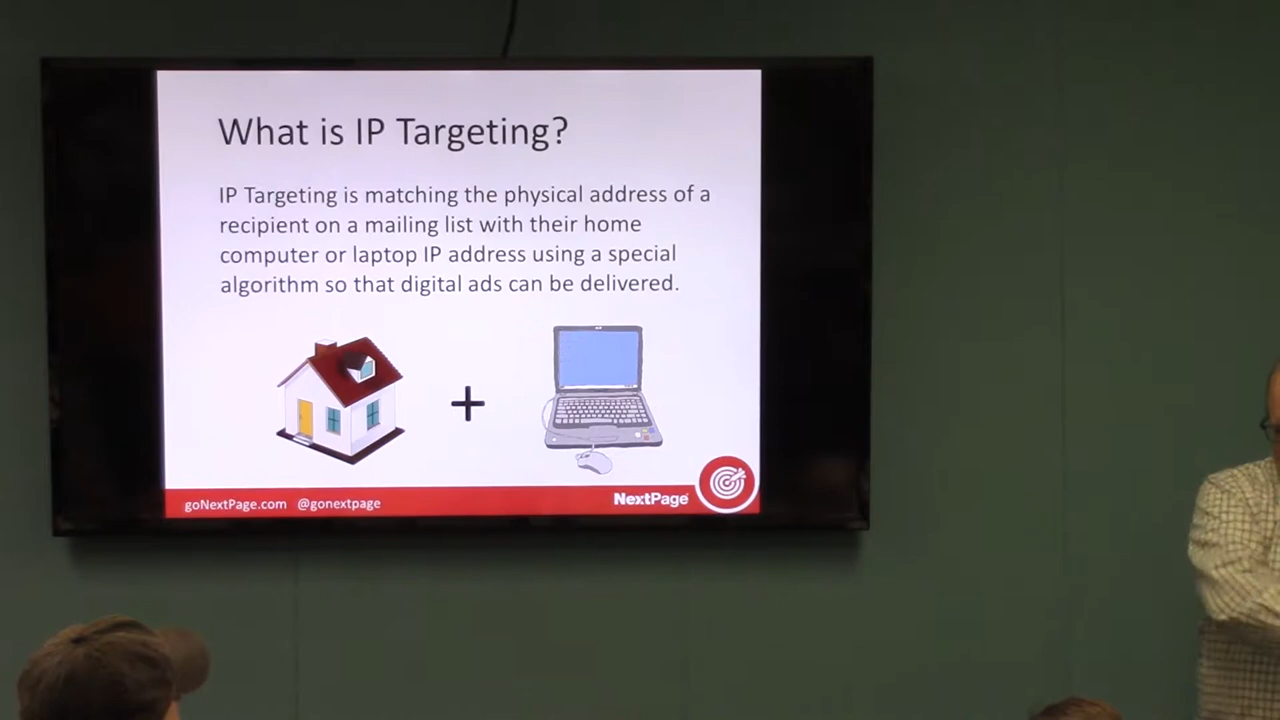 What is IP Targeting?
IP Targeting is matching the physical address of a
recipient on a mailing list with their home
computer or laptop IP address using a special
algorithm so that digital ads can be delivered.
+
goNextPage.com @gonextpage NextPage